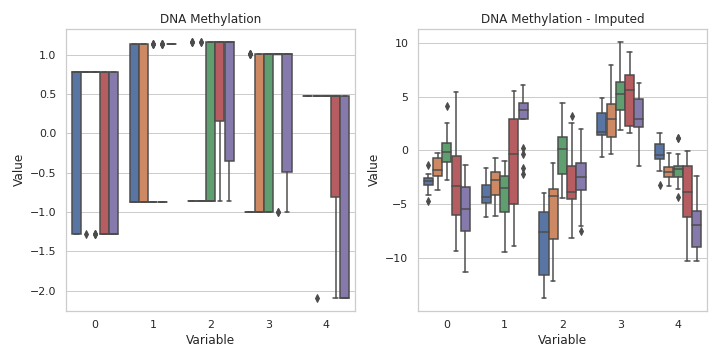 DNA Methylation
1.0
0.5
0.0
−0.5
−1.0
−1.5
−2.0
Value
0 1 2 3 4
Variable
DNA Methylation - Imputed
10
5
0
−5
−10
Value
0 1 2 3 4
Variable